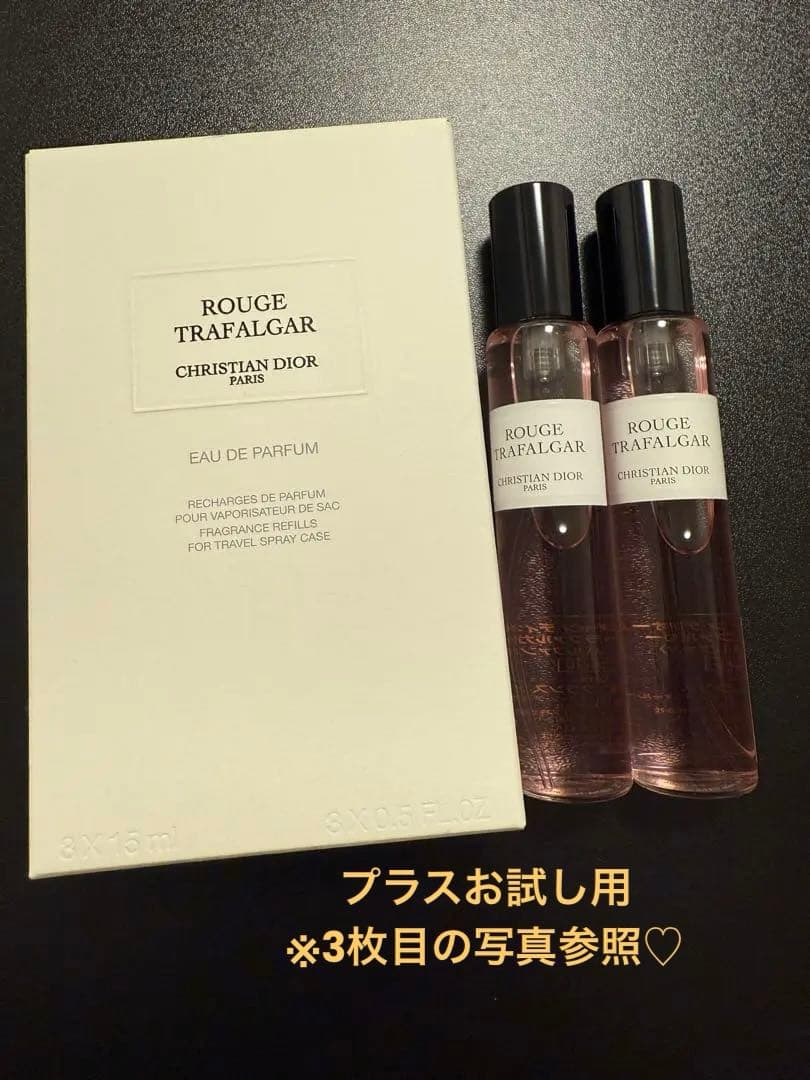 ROUGE
TRAFALGAR
CHRISTIAN DIOR
PARIS
EAU DE PARFUM
RECHARGES DE PARFUM
POUR VAPORISATEUR DE SAC
FRAGRANCE REFILLS
FOR TRAVEL SPRAY CASE
3 X 15 ml
3 X 0.5 FL.OZ
ROUGE
TRAFALGAR
CHRISTIAN DIOR
PARIS
ROUGE
TRAFALGAR
CHRISTIAN DIOR
PARIS
プラスお試し用
※3枚目の写真参照♡